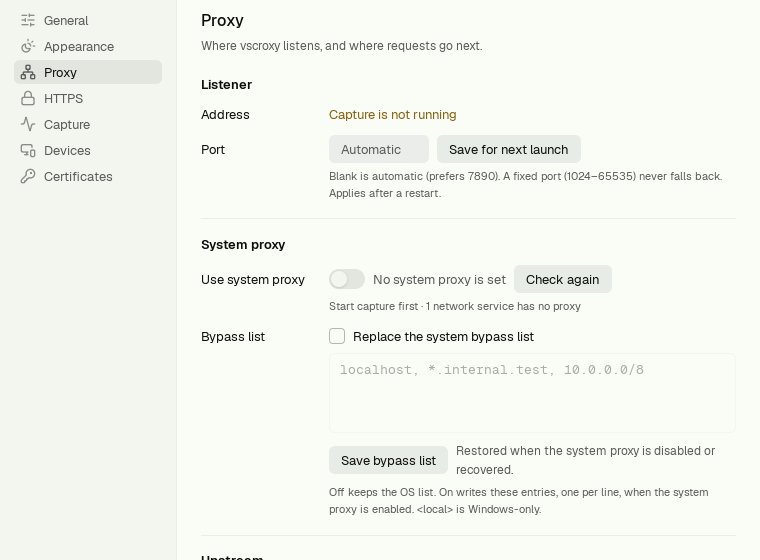 General
Appearance
Proxy
HTTPS
Capture
Devices
Certificates
Proxy
Where vscroxy listens, and where requests go next.
Listener
Address
Capture is not running
Port
Automatic
Save for next launch
Blank is automatic (prefers 7890). A fixed port (1024–65535) never falls back.
Applies after a restart.
System proxy
Use system proxy
No system proxy is set
Check again
Start capture first · 1 network service has no proxy
Bypass list
Replace the system bypass list
localhost, *.internal.test, 10.0.0.0/8
Save bypass list
Restored when the system proxy is disabled or
recovered.
Off keeps the OS list. On writes these entries, one per line, when the system
proxy is enabled. <local> is Windows-only.
Upstream